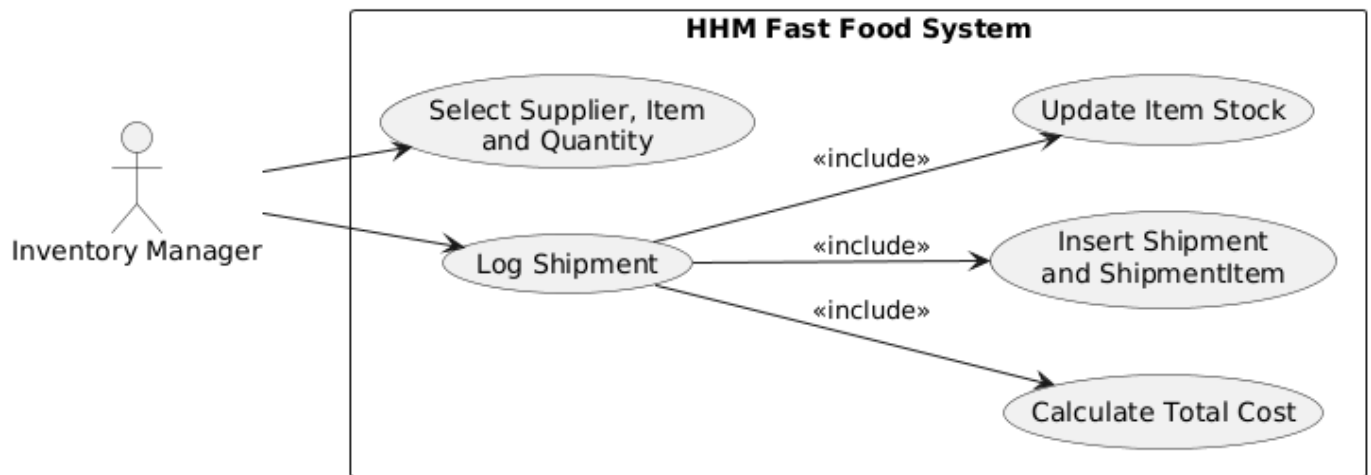 HHM Fast Food System
Select Supplier, Item
and Quantity
Update Item Stock
«include»
Inventory Manager
Log Shipment
«include»
Insert Shipment
and ShipmentItem
«include»
Calculate Total Cost